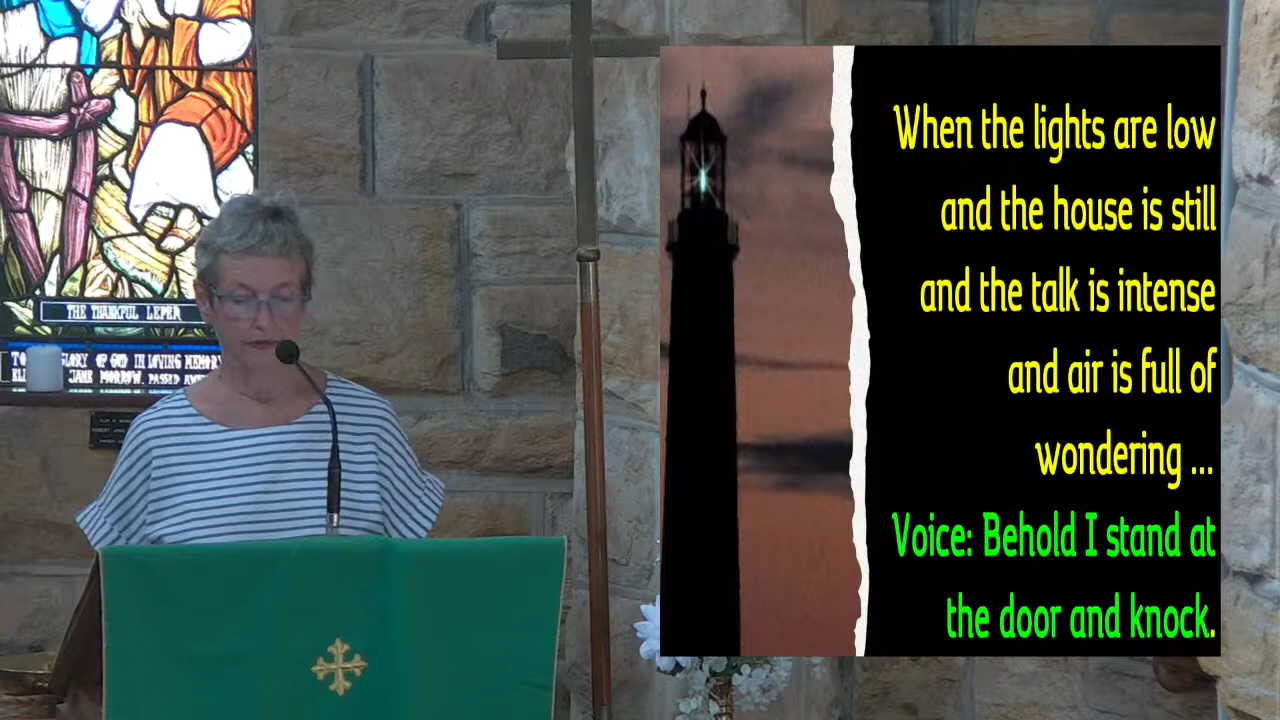 THE THANKFUL LEPER
TO GLORY OF GOD IN LOVING MEMORY
JANE MORROW. PASSED
When the lights are low
and the house is still
and the talk is intense
and air is full of
wondering ...
Voice: Behold I stand at
the door and knock.